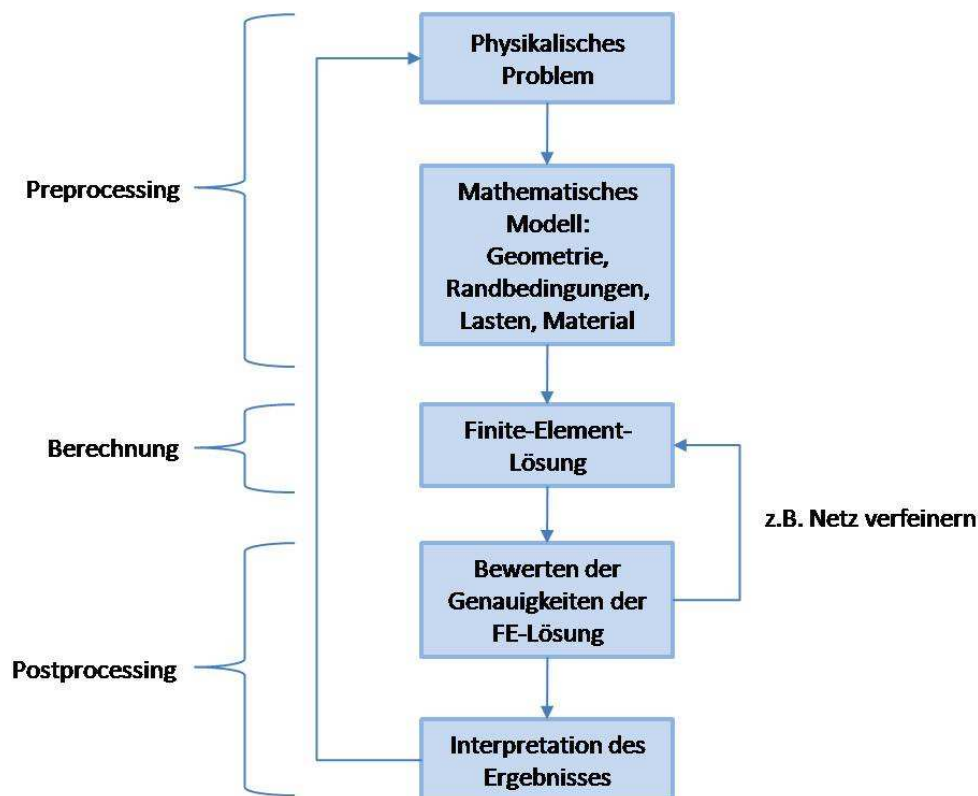 Physikalisches
Problem
Preprocessing
Mathematisches
Modell:
Geometrie,
Randbedingungen,
Lasten, Material
Berechnung
Finite-Element-
Lösung
z.B. Netz verfeinern
Bewerten der
Genauigkeiten der
FE-Lösung
Postprocessing
Interpretation des
Ergebnisses